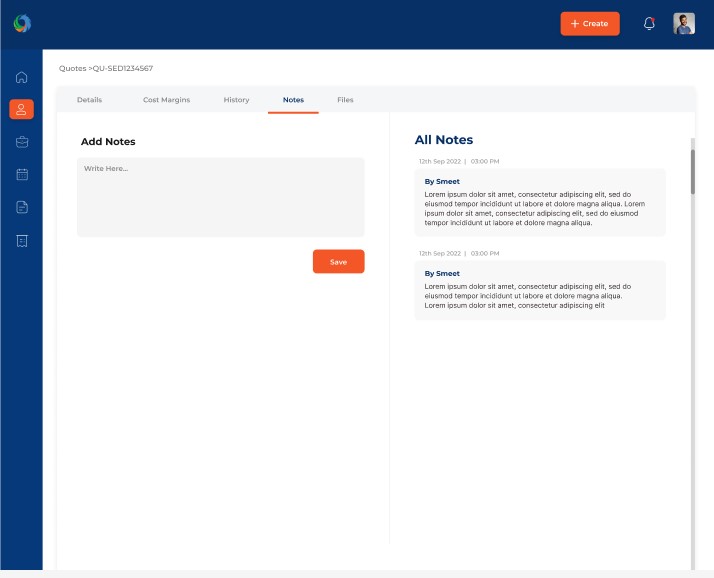 + Create
Quotes >QU-SED1234567
Details Cost Margins History Notes Files
Add Notes
Write Here...
Save
All Notes
12th Sep 2022 | 03:00 PM
By Smeet
Lorem ipsum dolor sit amet, consectetur adipiscing elit, sed do
eiusmod tempor incididunt ut labore et dolore magna aliqua. Lorem
ipsum dolor sit amet, consectetur adipiscing elit, sed do eiusmod
tempor incididunt ut labore et dolore magna aliqua.
12th Sep 2022 | 03:00 PM
By Smeet
Lorem ipsum dolor sit amet, consectetur adipiscing elit, sed do
eiusmod tempor incididunt ut labore et dolore magna aliqua.
Lorem ipsum dolor sit amet, consectetur adipiscing elit